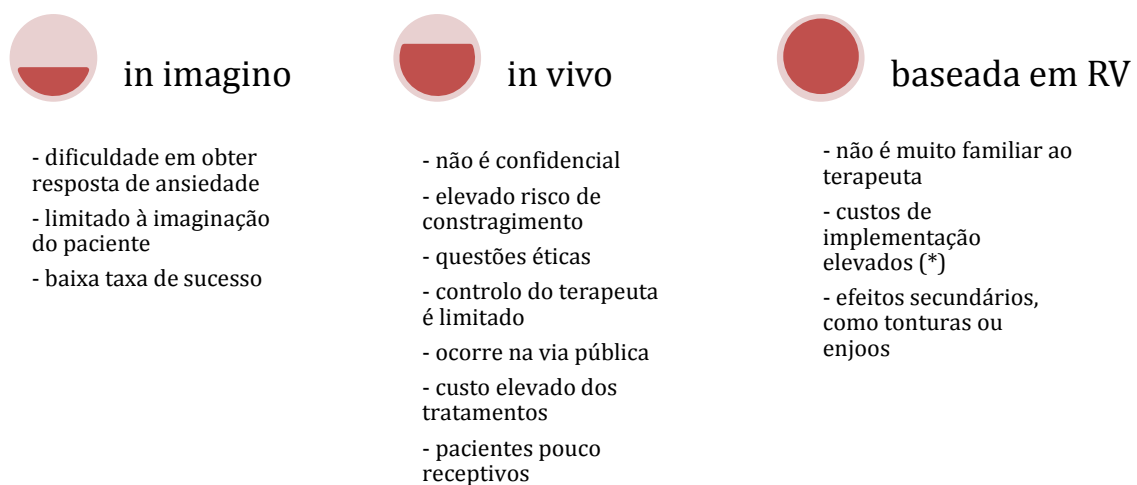 in imagino
- dificuldade em obter
resposta de ansiedade
- limitado à imaginação
do paciente
- baixa taxa de sucesso
in vivo
- não é confidencial
- elevado risco de
constragimento
- questões éticas
- controlo do terapeuta
é limitado
- ocorre na via pública
- custo elevado dos
tratamentos
- pacientes pouco
receptivos
baseada em RV
- não é muito familiar ao
terapeuta
- custos de
implementação
elevados (*)
- efeitos secundários,
como tonturas ou
enjoos